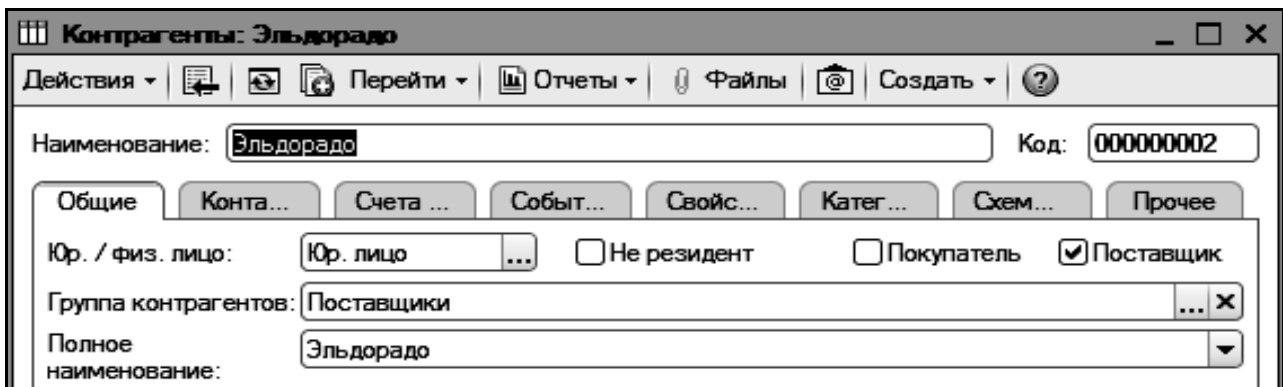 Контрагенты: Эльдорадо
Действия Перейти Отчеты Файлы Создать
Наименование: Эльдорадо Код: 000000002
Общие Конта... Счета ... Событ... Свойс... Катег... Схем... Прочее
Юр. / физ. лицо: Юр. лицо ... Не резидент Покупатель Поставщик
Группа контрагентов: Поставщики ...
Полное Эльдорадо
наименование: